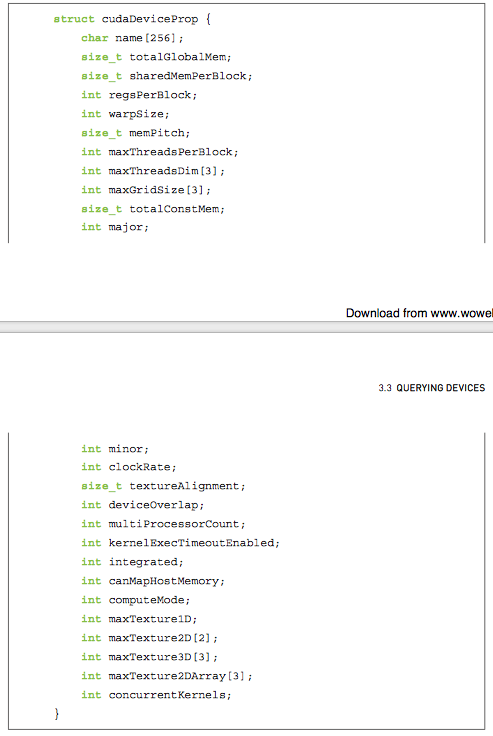 struct cudaDeviceProp {
char name[256];
size_t totalGlobalMem;
size_t sharedMemPerBlock;
int regsPerBlock;
int warpSize;
size_t memPitch;
int maxThreadsPerBlock;
int maxThreadsDim[3];
int maxGridSize[3];
size_t totalConstMem;
int major;
Download from www.wowel
3.3 QUERYING DEVICES
int minor;
int clockRate;
size_t textureAlignment;
int deviceOverlap;
int multiProcessorCount;
int kernelExecTimeoutEnabled;
int integrated;
int canMapHostMemory;
int computeMode;
int maxTexture1D;
int maxTexture2D[2];
int maxTexture3D[3];
int maxTexture2DArray[3];
int concurrentKernels;
}